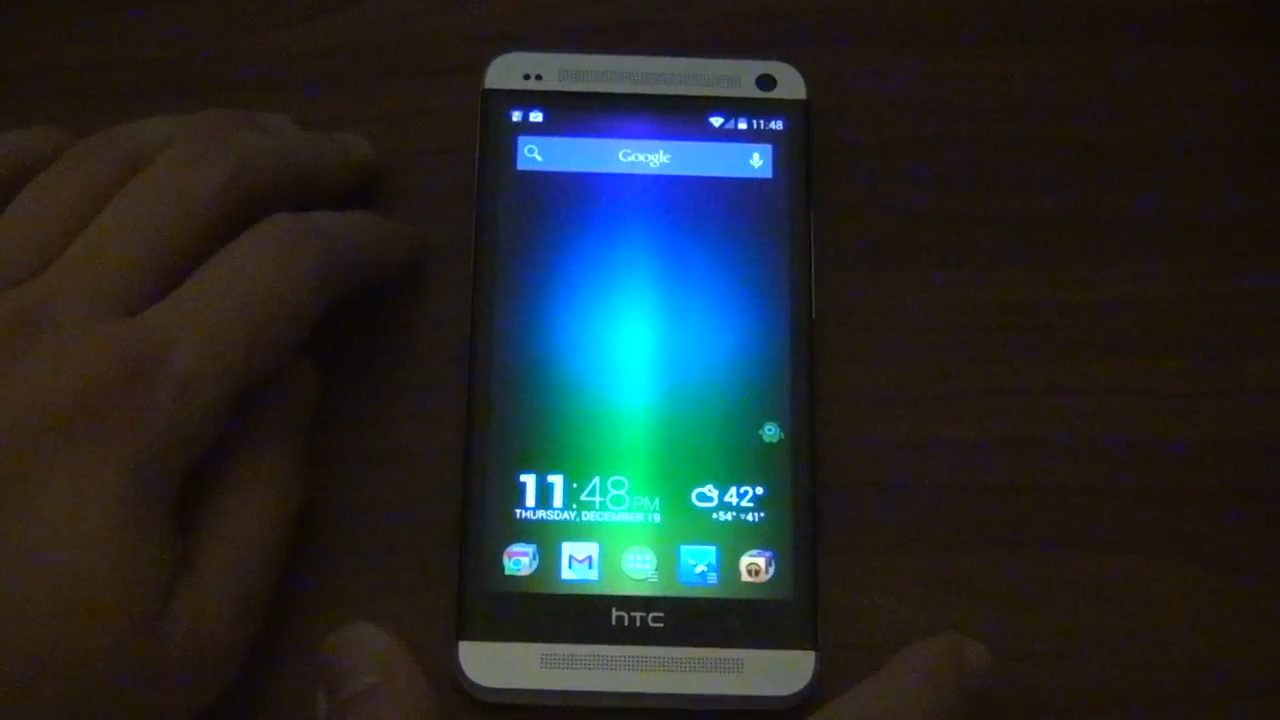 11:48
Google
11:48 PM
THURSDAY, DECEMBER 19
42°
54° 41°
hTC